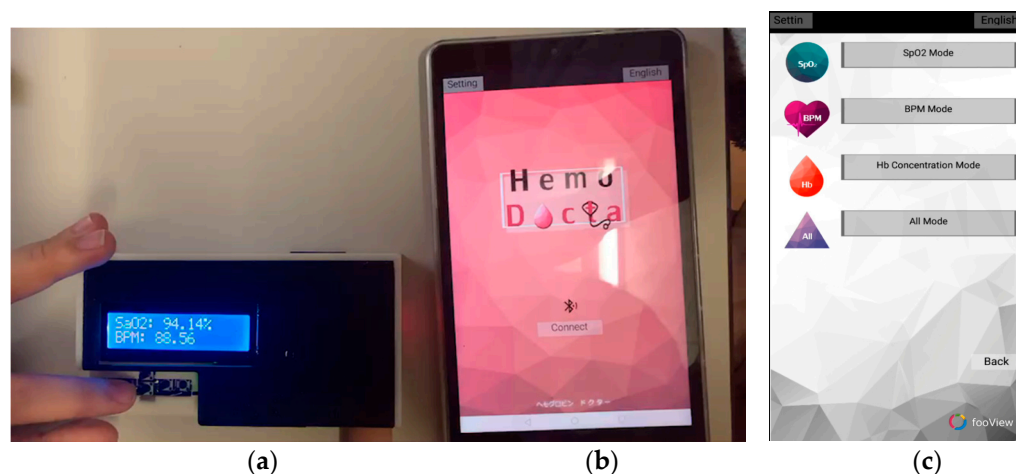 SaO2: 94.14%
BPM: 88.56
Setting
English
Hemo
Docta
Connect
ヘモグロビン ドクター
Settin
English
SpO₂
SpO2 Mode
BPM
BPM Mode
Hb
Hb Concentration Mode
All
All Mode
Back
fooView
(a)
(b)
(c)